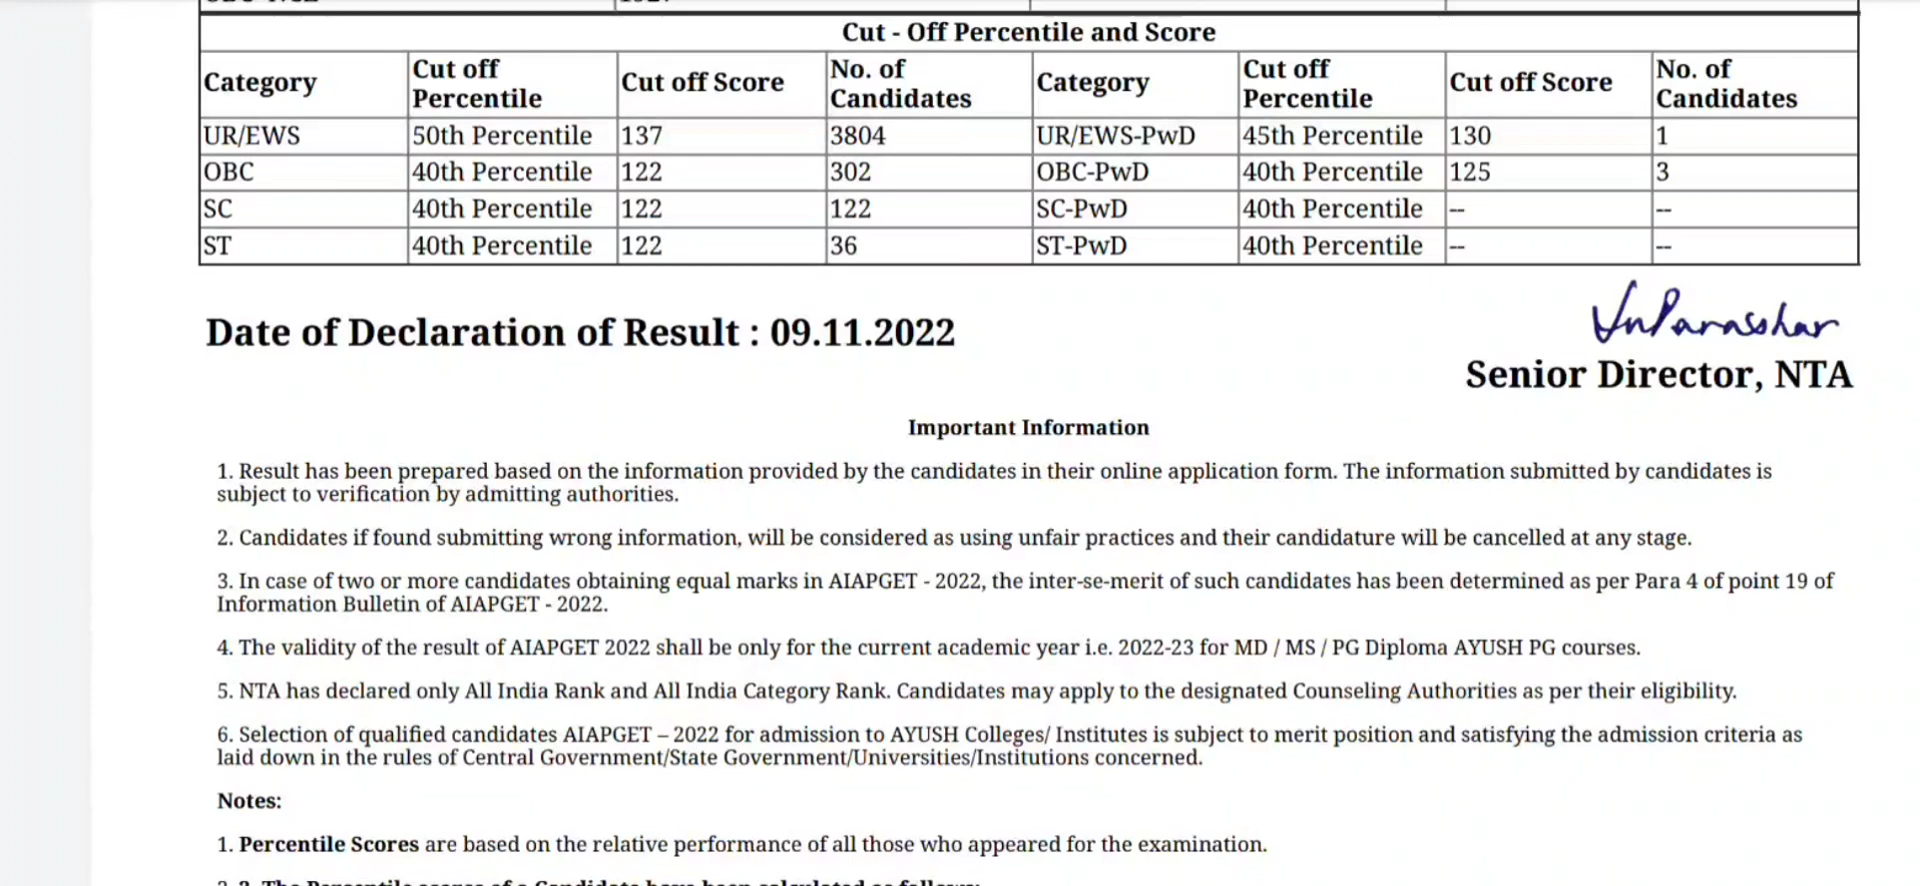 Cut - Off Percentile and Score
Category Cut off Percentile Cut off Score No. of Candidates Category Cut off Percentile Cut off Score No. of Candidates
UR/EWS 50th Percentile 137 3804 UR/EWS-PwD 45th Percentile 130 1
OBC 40th Percentile 122 302 OBC-PwD 40th Percentile 125 3
SC 40th Percentile 122 122 SC-PwD 40th Percentile -- --
ST 40th Percentile 122 36 ST-PwD 40th Percentile -- --
Date of Declaration of Result : 09.11.2022
Senior Director, NTA
Important Information
1. Result has been prepared based on the information provided by the candidates in their online application form. The information submitted by candidates is
subject to verification by admitting authorities.
2. Candidates if found submitting wrong information, will be considered as using unfair practices and their candidature will be cancelled at any stage.
3. In case of two or more candidates obtaining equal marks in AIAPGET - 2022, the inter-se-merit of such candidates has been determined as per Para 4 of point 19 of
Information Bulletin of AIAPGET - 2022.
4. The validity of the result of AIAPGET 2022 shall be only for the current academic year i.e. 2022-23 for MD / MS / PG Diploma AYUSH PG courses.
5. NTA has declared only All India Rank and All India Category Rank. Candidates may apply to the designated Counseling Authorities as per their eligibility.
6. Selection of qualified candidates AIAPGET – 2022 for admission to AYUSH Colleges/ Institutes is subject to merit position and satisfying the admission criteria as
laid down in the rules of Central Government/State Government/Universities/Institutions concerned.
Notes:
1. Percentile Scores are based on the relative performance of all those who appeared for the examination.